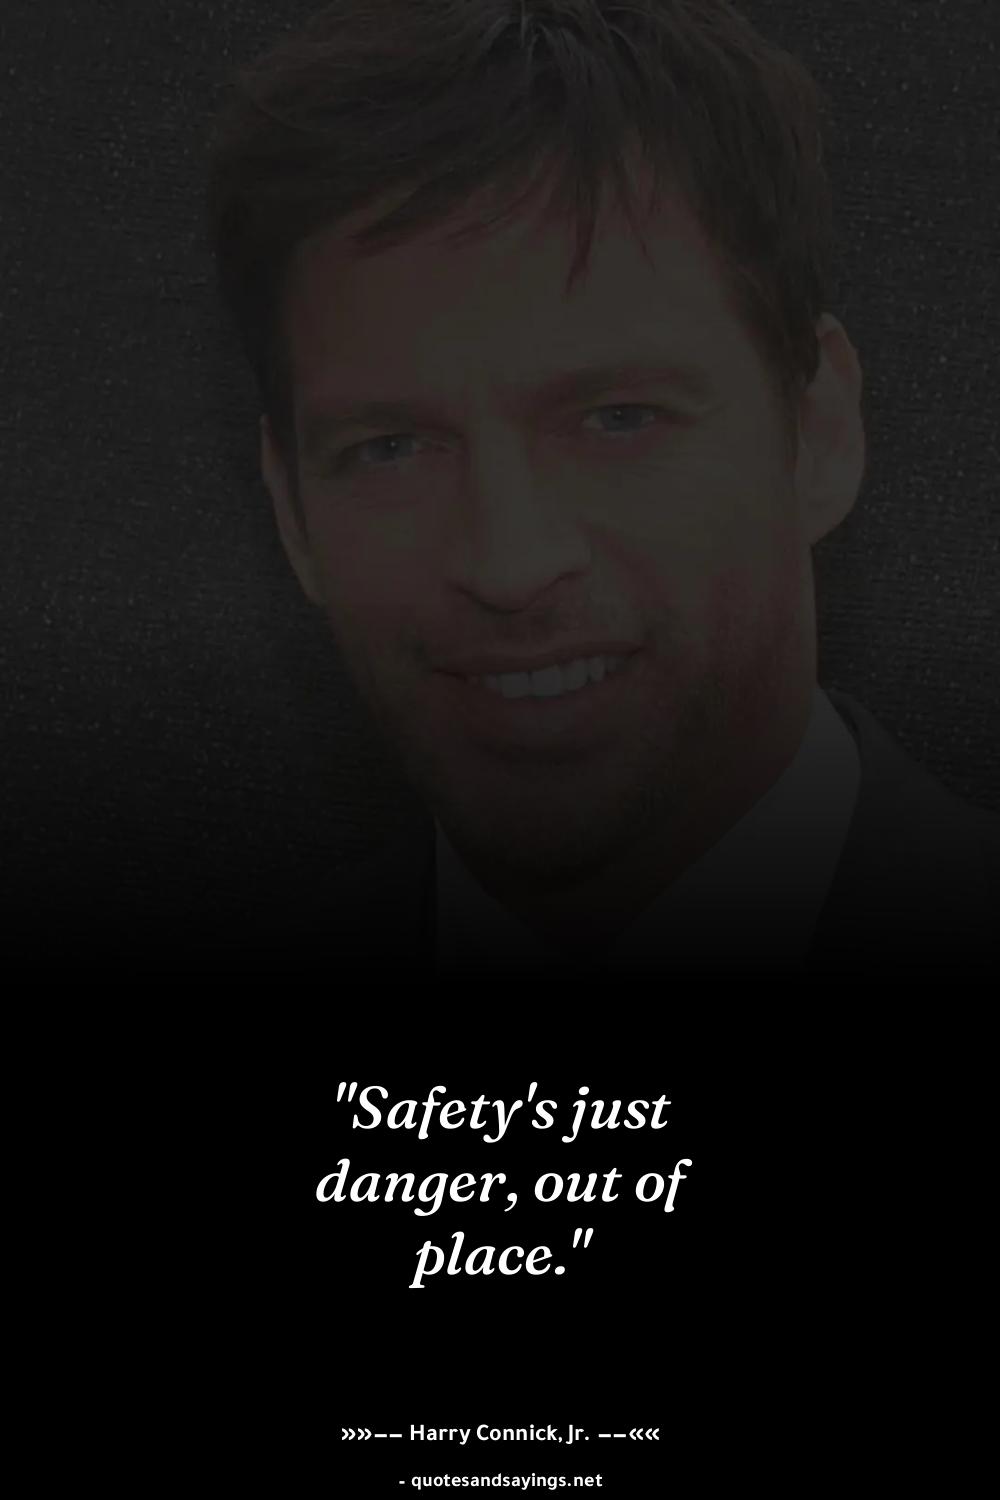 "Safety's just
danger, out of
place."
»»–– Harry Connick, Jr. ––««
- quotesandsayings.net